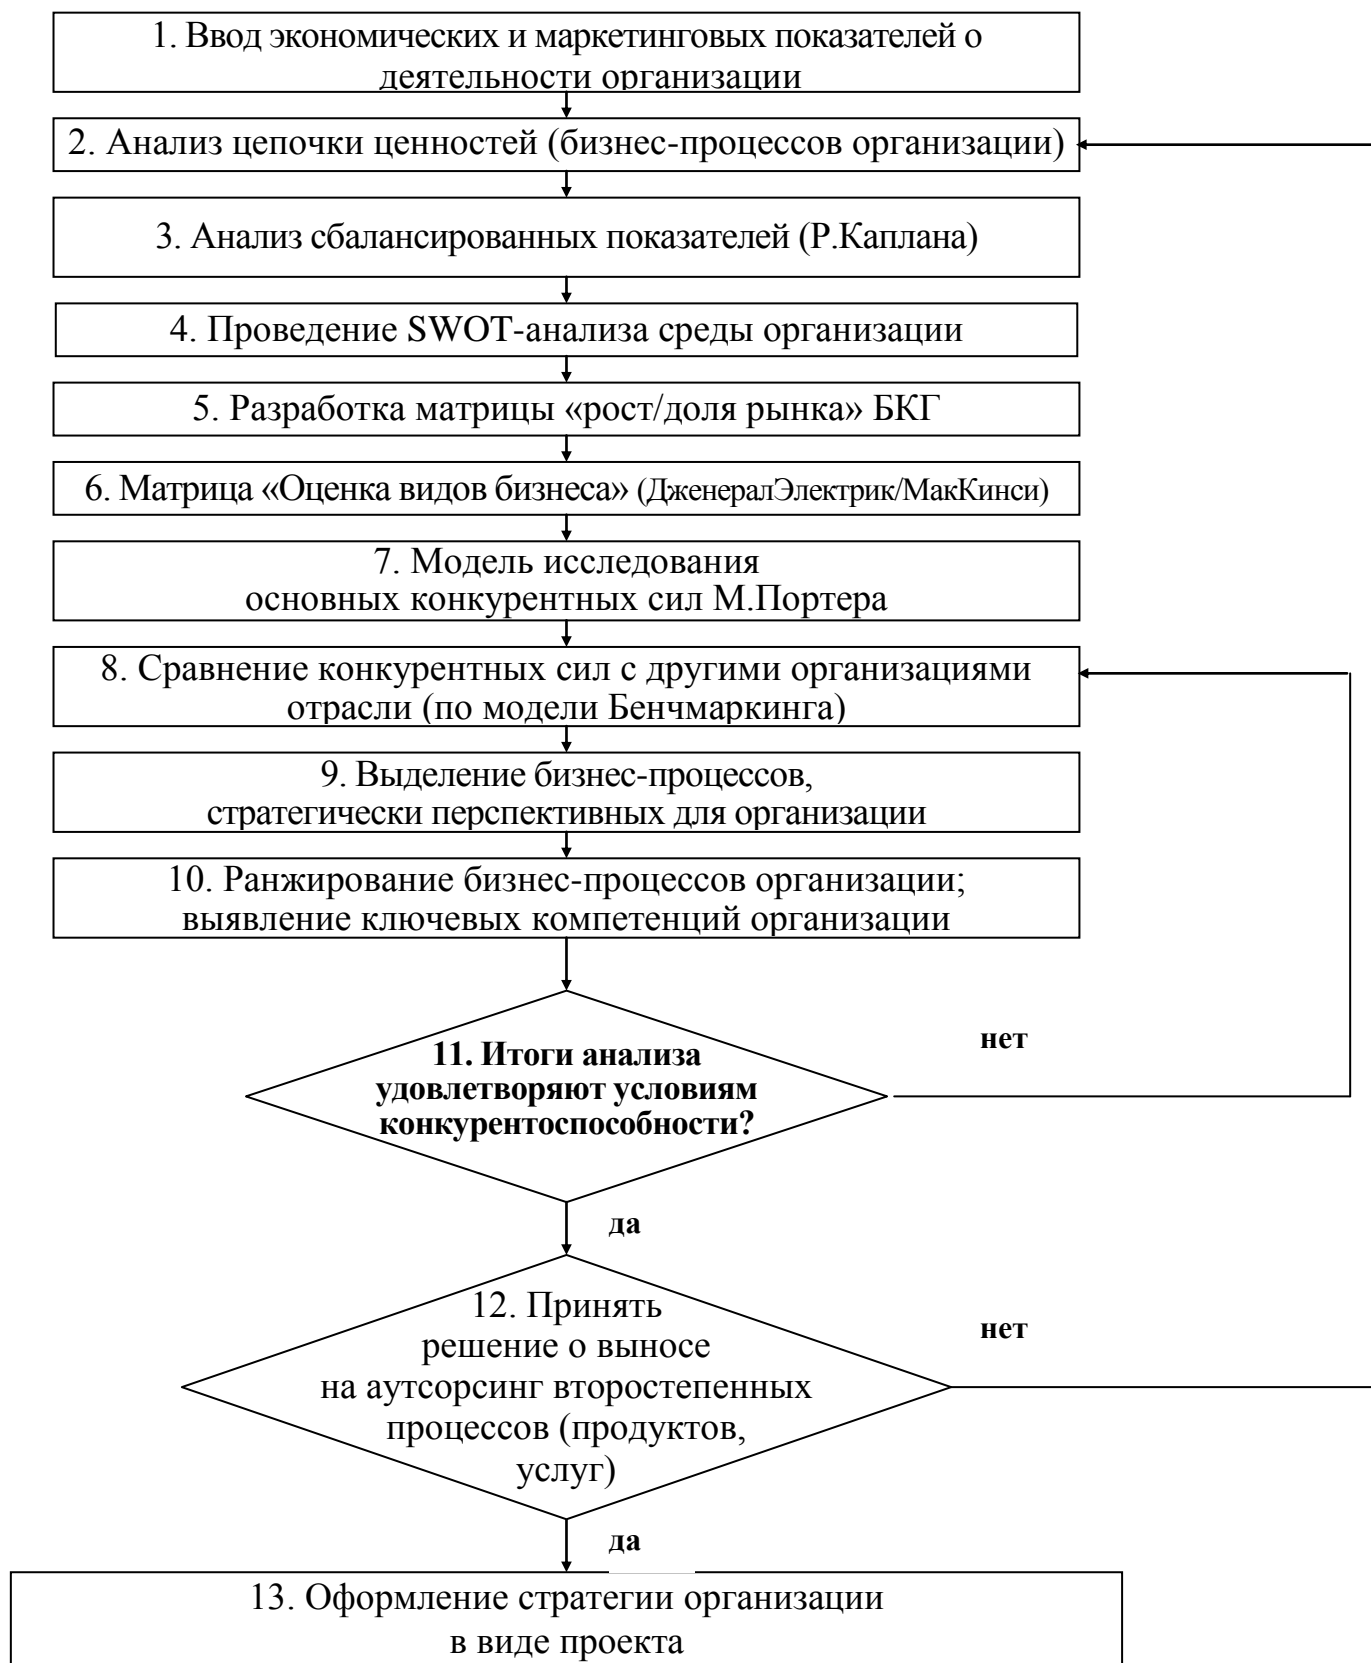 1. Ввод экономических и маркетинговых показателей о
деятельности организации
2. Анализ цепочки ценностей (бизнес-процессов организации)
3. Анализ сбалансированных показателей (Р.Каплана)
4. Проведение SWOT-анализа среды организации
5. Разработка матрицы «рост/доля рынка» БКГ
6. Матрица «Оценка видов бизнеса» (ДженералЭлектрик/МакКинси)
7. Модель исследования
основных конкурентных сил М.Портера
8. Сравнение конкурентных сил с другими организациями
отрасли (по модели Бенчмаркинга)
9. Выделение бизнес-процессов,
стратегически перспективных для организации
10. Ранжирование бизнес-процессов организации;
выявление ключевых компетенций организации
нет
11. Итоги анализа
удовлетворяют условиям
конкурентоспособности?
да
12. Принять
решение о выносе
на аутсорсинг второстепенных
процессов (продуктов,
услуг)
нет
да
13. Оформление стратегии организации
в виде проекта